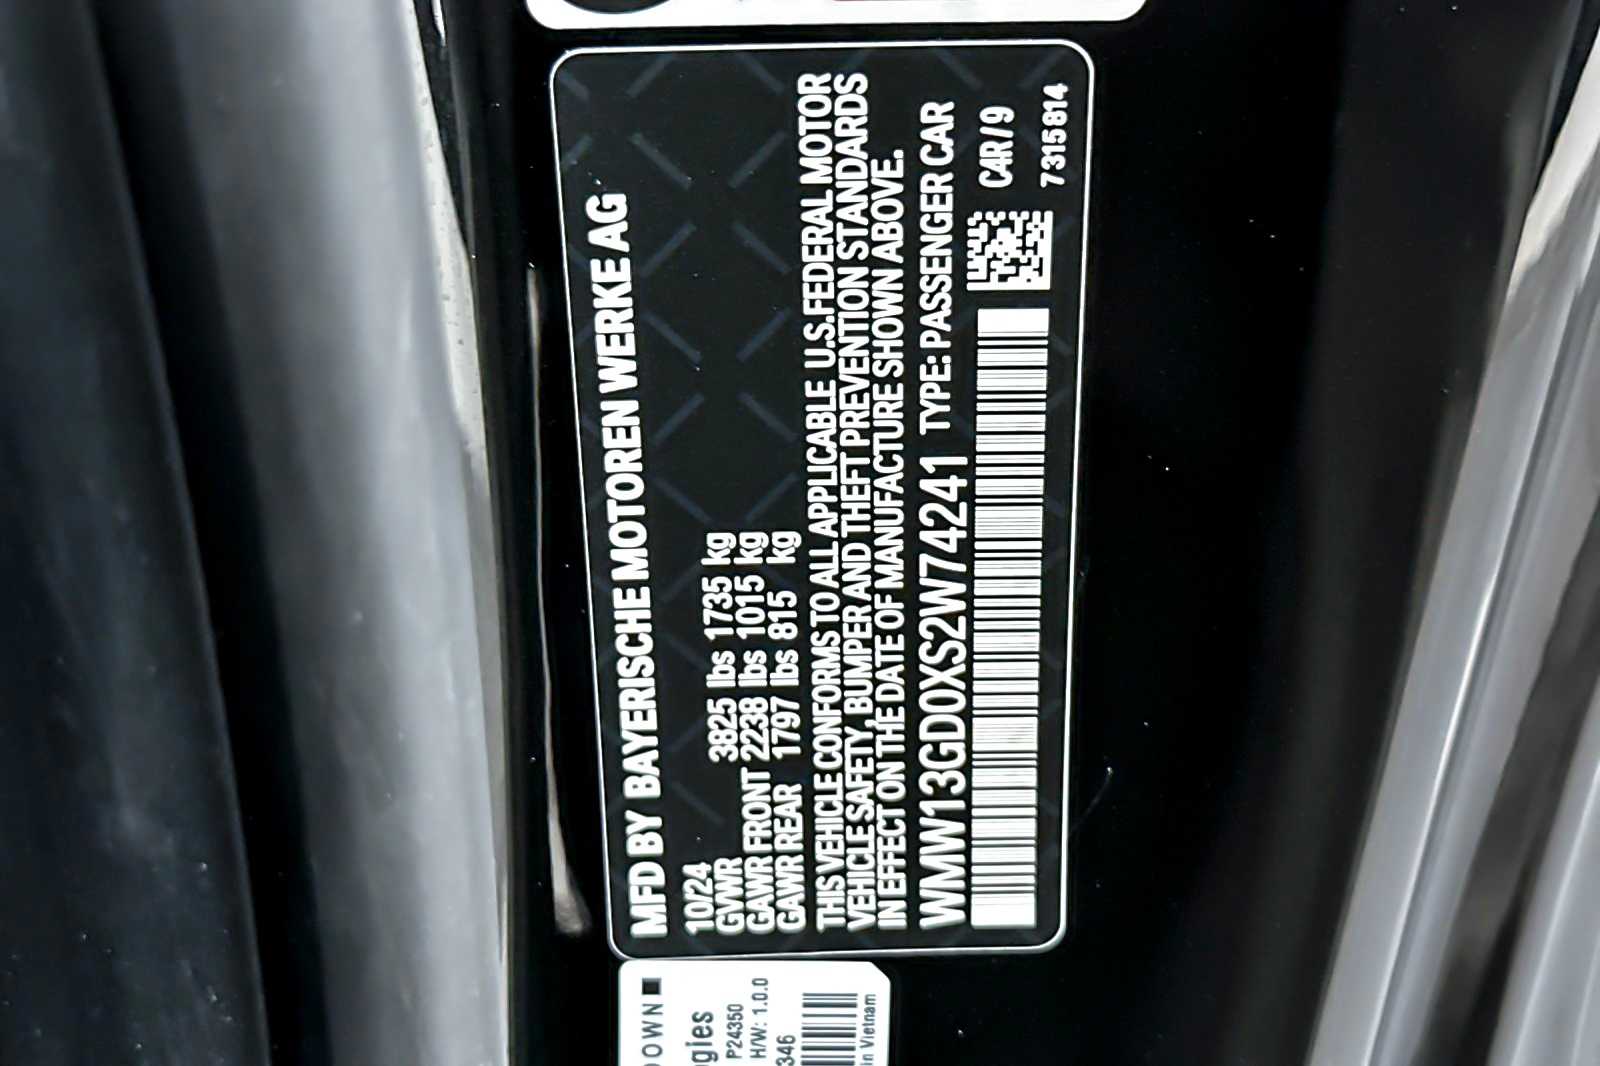 MFD BY BAYERISCHE MOTOREN WERKE AG
10/24
GVWR 3825 lbs 1735 kg
GAWR FRONT 2238 lbs 1015 kg
GAWR REAR 1797 lbs 815 kg
THIS VEHICLE CONFORMS TO ALL APPLICABLE U.S.FEDERAL MOTOR
VEHICLE SAFETY, BUMPER AND THEFT PREVENTION STANDARDS
IN EFFECT ON THE DATE OF MANUFACTURE SHOWN ABOVE.
WMW13GD0XS2W74241 TYPE: PASSENGER CAR
C4R/9
7315814
DOWN
ogies
P24350
H/W: 1.0.0
346
in Vietnam